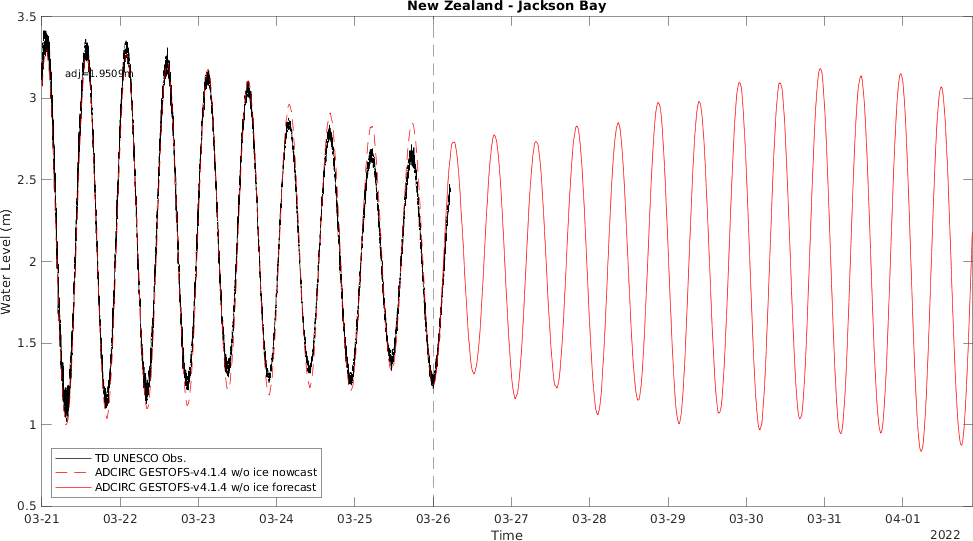 New Zealand - Jackson Bay
3.5
3
2.5
2
1.5
1
0.5
Water Level (m)
adj=1.9509m
TD UNESCO Obs.
ADCIRC GESTOFS-v4.1.4 w/o ice nowcast
ADCIRC GESTOFS-v4.1.4 w/o ice forecast
03-21 03-22 03-23 03-24 03-25 03-26 03-27 03-28 03-29 03-30 03-31 04-01
Time
2022